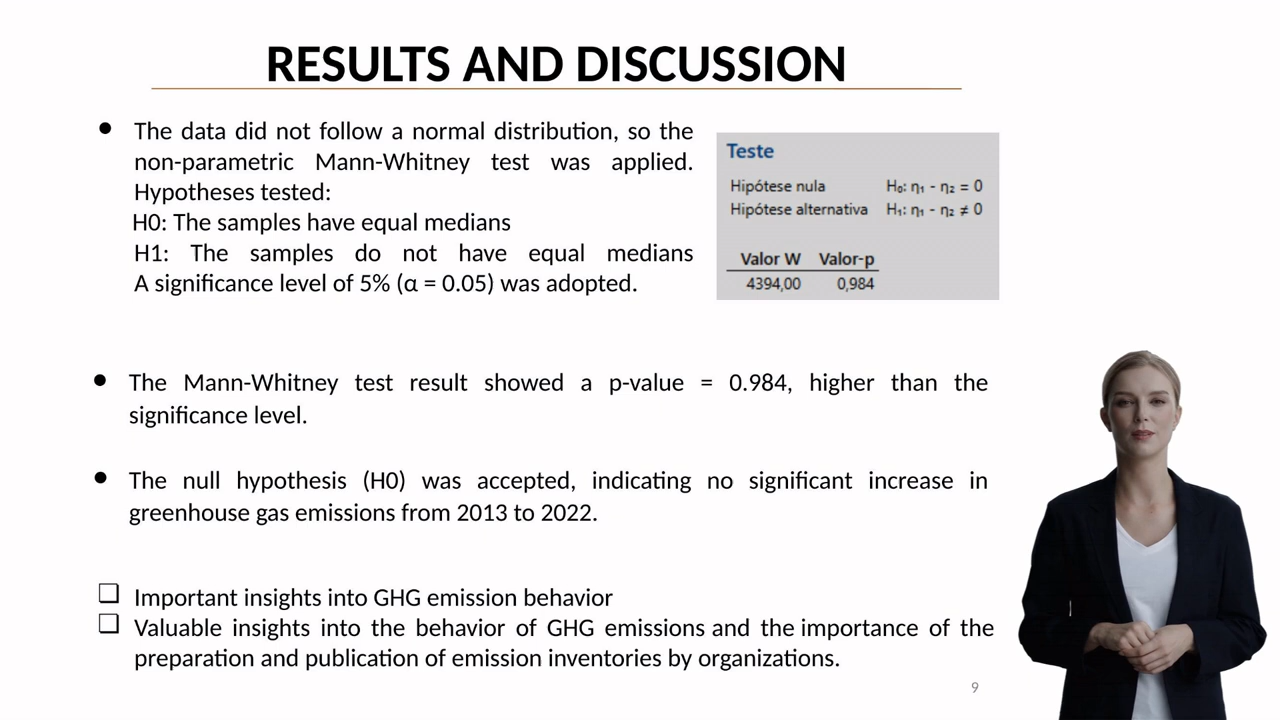 RESULTS AND DISCUSSION
● The data did not follow a normal distribution, so the
non-parametric Mann-Whitney test was applied.
Hypotheses tested:
H0: The samples have equal medians
H1: The samples do not have equal medians
A significance level of 5% (α = 0.05) was adopted.
Teste
Hipótese nula H₀: η₁ - η₂ = 0
Hipótese alternativa H₁: η₁ - η₂ ≠ 0
Valor W Valor-p
4394,00 0,984
● The Mann-Whitney test result showed a p-value = 0.984, higher than the
significance level.
● The null hypothesis (H0) was accepted, indicating no significant increase in
greenhouse gas emissions from 2013 to 2022.
❑ Important insights into GHG emission behavior
❑ Valuable insights into the behavior of GHG emissions and the importance of the
preparation and publication of emission inventories by organizations.
9